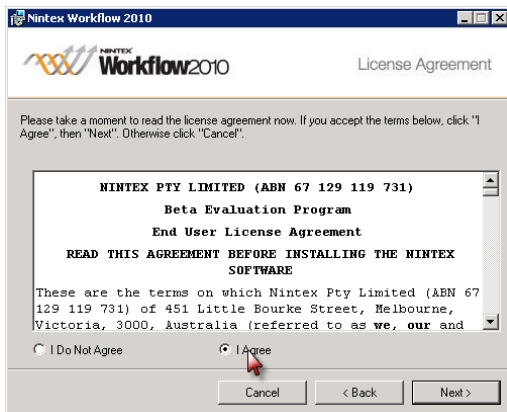 Nintex Workflow 2010
NINTEX
Workflow2010
License Agreement
Please take a moment to read the license agreement now. If you accept the terms below, click "I
Agree", then "Next". Otherwise click "Cancel".
NINTEX PTY LIMITED (ABN 67 129 119 731)
Beta Evaluation Program
End User License Agreement
READ THIS AGREEMENT BEFORE INSTALLING THE NINTEX
SOFTWARE
These are the terms on which Nintex Pty Limited (ABN 67
129 119 731) of 451 Little Bourke Street, Melbourne,
Victoria, 3000, Australia (referred to as we, our and
I Do Not Agree
I Agree
Cancel
< Back
Next >